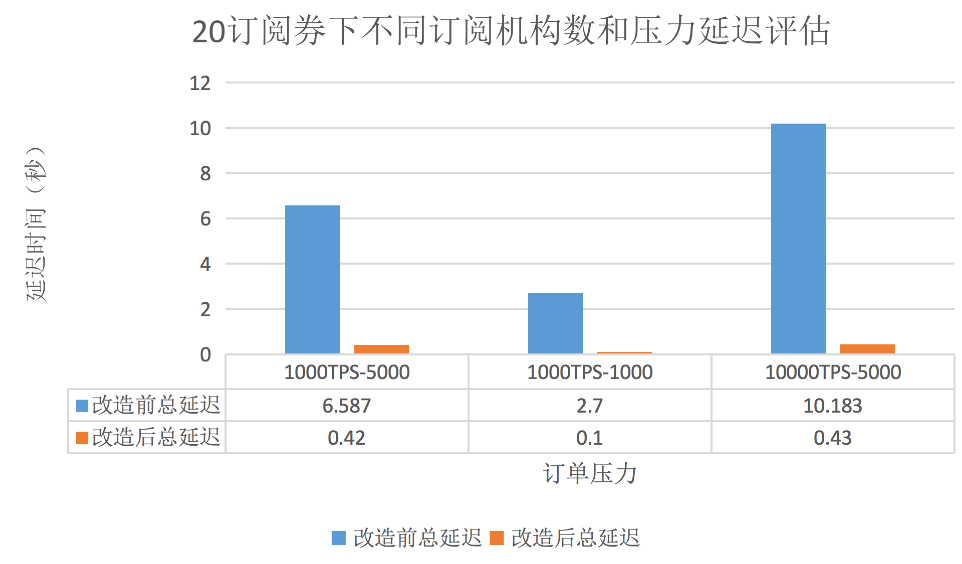 20订阅券下不同订阅机构数和压力延迟评估
延迟时间（秒）
12
10
8
6
4
2
0
1000TPS-5000 1000TPS-1000 10000TPS-5000
改造前总延迟 6.587 2.7 10.183
改造后总延迟 0.42 0.1 0.43
订单压力
改造前总延迟 改造后总延迟